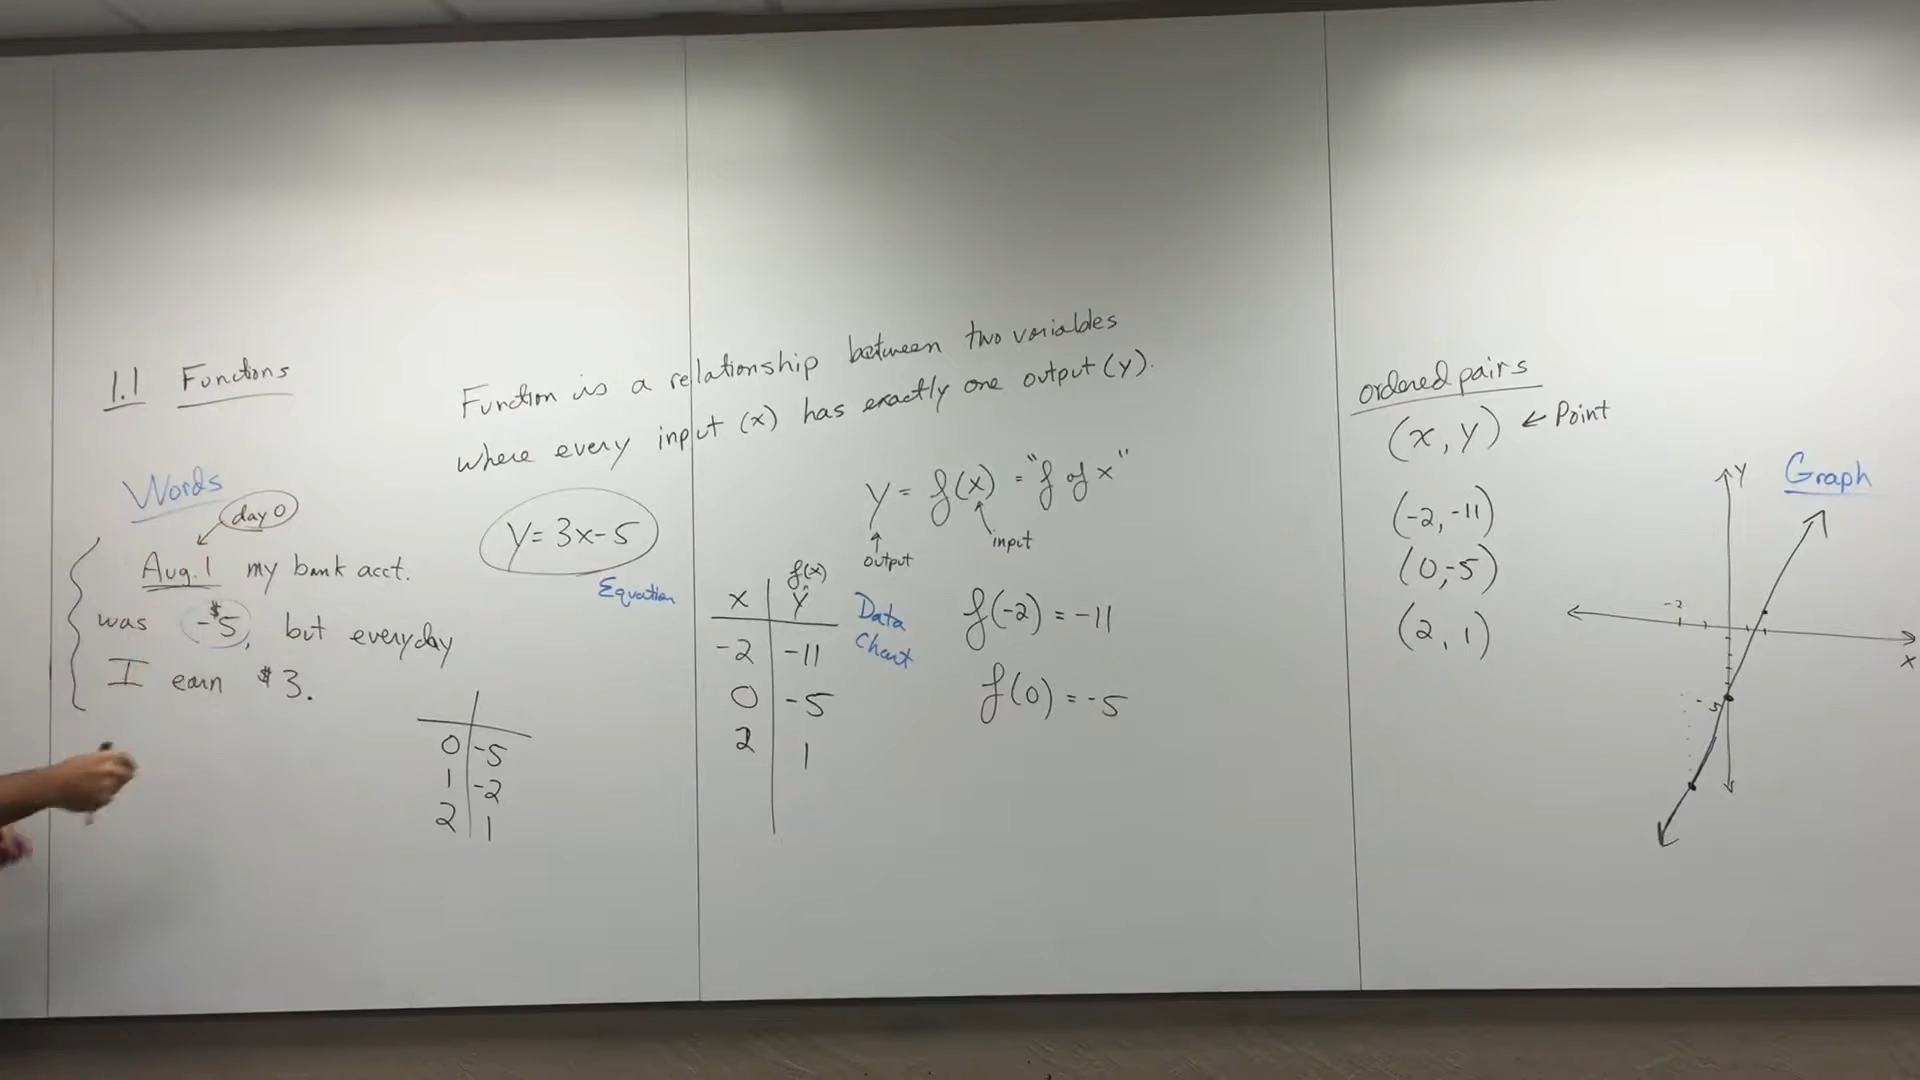 1.1 Functions
Function is a relationship between two variables
where every input (x) has exactly one output (y).
Words
day 0
Aug. 1 my bank acct.
was -$5, but everyday
I earn $3.
0 -5
1 -2
2 1
y = 3x-5
Equation
y = f(x) = "f of x"
output
input
f(x)
x y
-2 -11
0 -5
2 1
Data
Chart
f(-2) = -11
f(0) = -5
ordered pairs
(x, y) ← Point
(-2, -11)
(0, -5)
(2, 1)
Graph
y
-2
x
-5